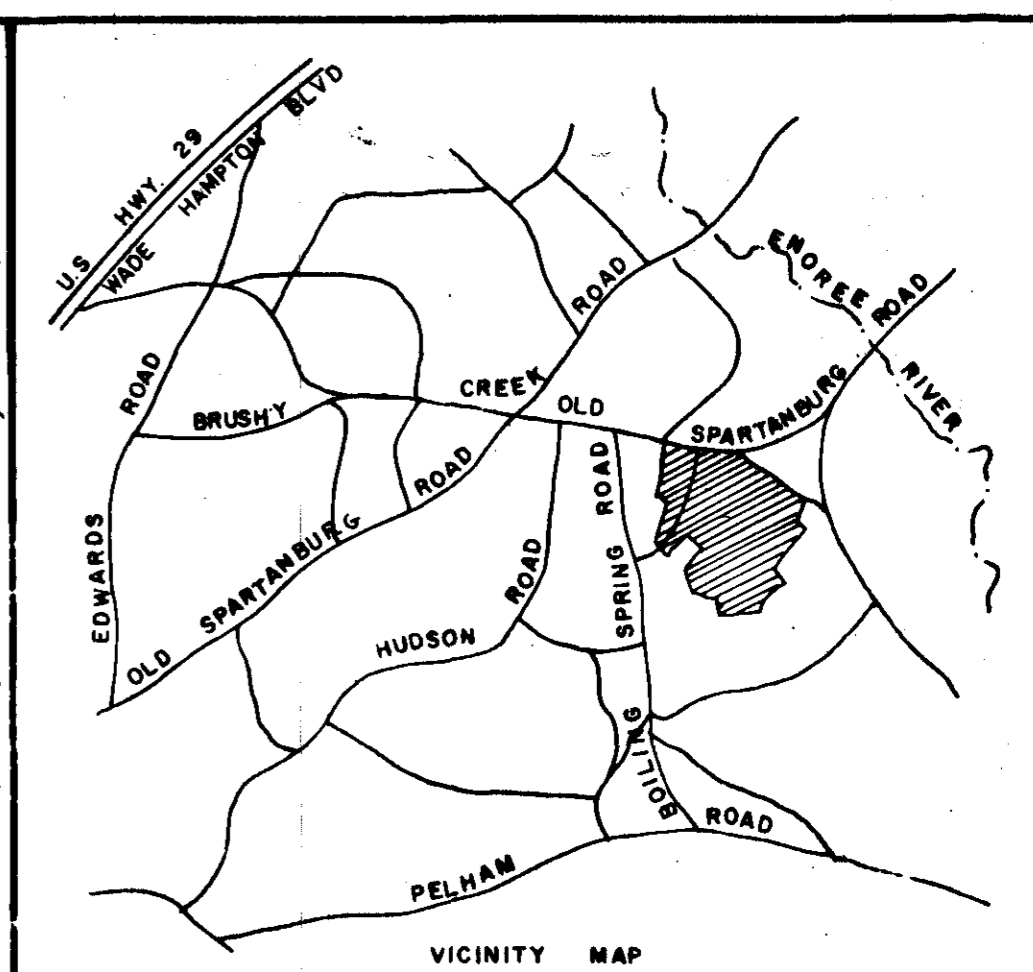 U.S HWY. 29
WADE HAMPTON BLVD
ENOREE RIVER
ROAD
ROAD
BRUSHY CREEK
OLD SPARTANBURG ROAD
EDWARDS ROAD
OLD SPARTANBURG ROAD
SPRING ROAD
HUDSON ROAD
BOILING
PELHAM ROAD
VICINITY MAP